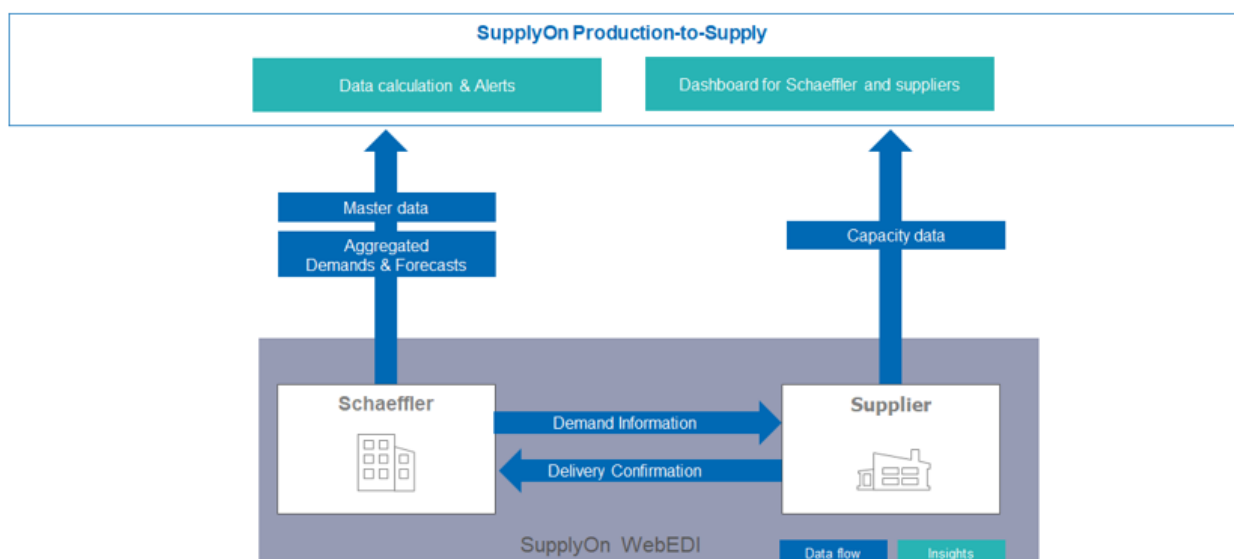 SupplyOn Production-to-Supply
Data calculation & Alerts
Dashboard for Schaeffler and suppliers
Master data
Aggregated
Demands & Forecasts
Capacity data
Schaeffler
Supplier
Demand Information
Delivery Confirmation
SupplyOn WebEDI
Data flow
Insights